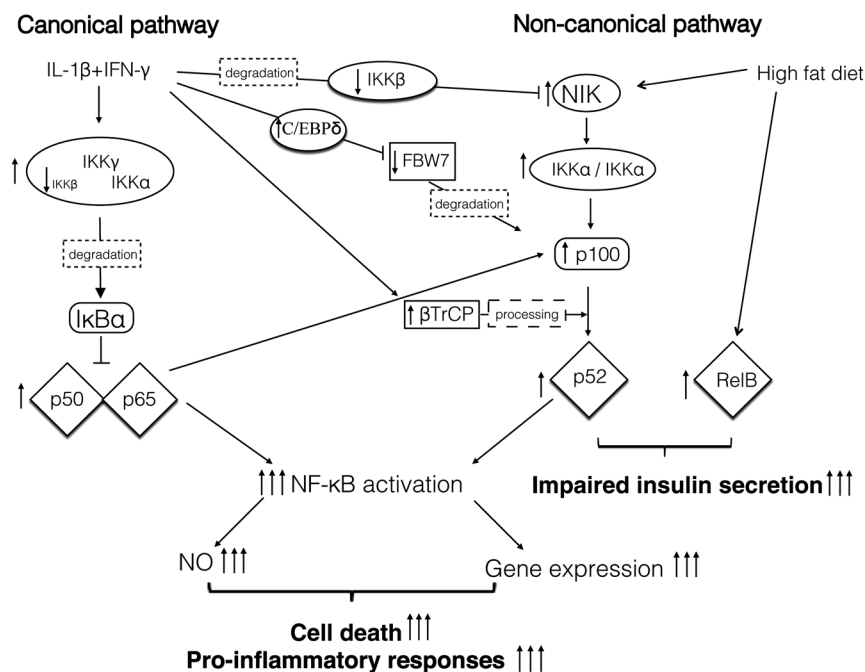 Canonical pathway
Non-canonical pathway
IL-1β+IFN-γ
degradation
↓ IKKβ
↑ NIK
High fat diet
↑ C/EBPδ
↓ FBW7
degradation
↑
IKKγ
↓ IKKβ
IKKα
↑ IKKα / IKKα
degradation
↑ p100
IκBα
↑ βTrCP
processing
↑ p50
p65
↑ p52
↑ RelB
↑↑↑ NF-κB activation
Impaired insulin secretion ↑↑↑
NO ↑↑↑
Gene expression ↑↑↑
Cell death ↑↑↑
Pro-inflammatory responses ↑↑↑